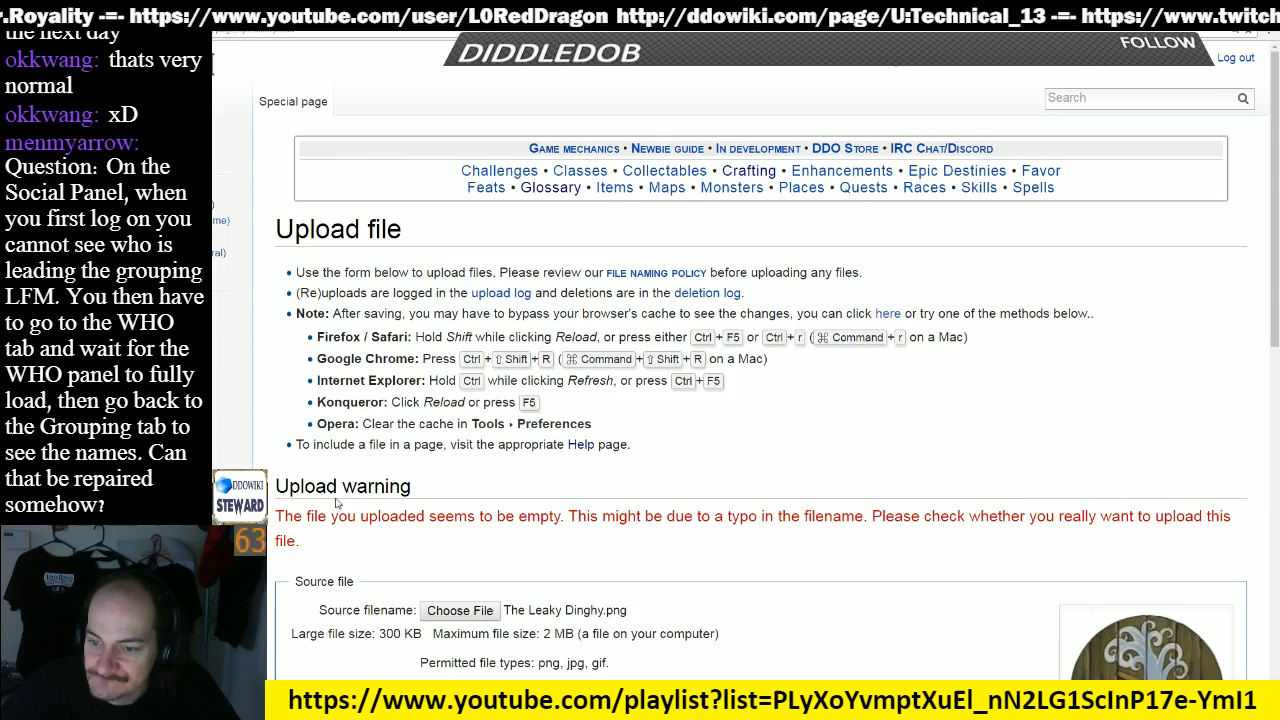 r.Royality -=- https://www.youtube.com/user/L0RedDragon http://ddowiki.com/page/U:Technical_13 -=- https://www.twitch
the next day
okkwang: thats very
normal
okkwang: xD
menmyarrow:
Question: On the
Social Panel, when
you first log on you
cannot see who is
leading the grouping
LFM. You then have
to go to the WHO
tab and wait for the
WHO panel to fully
load, then go back to
the Grouping tab to
see the names. Can
that be repaired
somehow?
DIDDLEDOB
FOLLOW
Log out
Special page
Search
Game mechanics • Newbie guide • In development • DDO Store • IRC Chat/Discord
Challenges • Classes • Collectables • Crafting • Enhancements • Epic Destinies • Favor
Feats • Glossary • Items • Maps • Monsters • Places • Quests • Races • Skills • Spells
me)
ral)
Upload file
• Use the form below to upload files. Please review our file naming policy before uploading any files.
• (Re)uploads are logged in the upload log and deletions are in the deletion log.
• Note: After saving, you may have to bypass your browser's cache to see the changes, you can click here or try one of the methods below..
• Firefox / Safari: Hold Shift while clicking Reload, or press either Ctrl+F5 or Ctrl+r (⌘ Command+r on a Mac)
• Google Chrome: Press Ctrl+⇧ Shift+R (⌘ Command+⇧ Shift+R on a Mac)
• Internet Explorer: Hold Ctrl while clicking Refresh, or press Ctrl+F5
• Konqueror: Click Reload or press F5
• Opera: Clear the cache in Tools ▸ Preferences
• To include a file in a page, visit the appropriate Help page.
DDOWIKI
STEWARD
63
Upload warning
The file you uploaded seems to be empty. This might be due to a typo in the filename. Please check whether you really want to upload this
file.
Source file
Source filename: Choose File The Leaky Dinghy.png
Large file size: 300 KB Maximum file size: 2 MB (a file on your computer)
Permitted file types: png, jpg, gif.
https://www.youtube.com/playlist?list=PLyXoYvmptXuEl_nN2LG1ScInP17e-YmI1